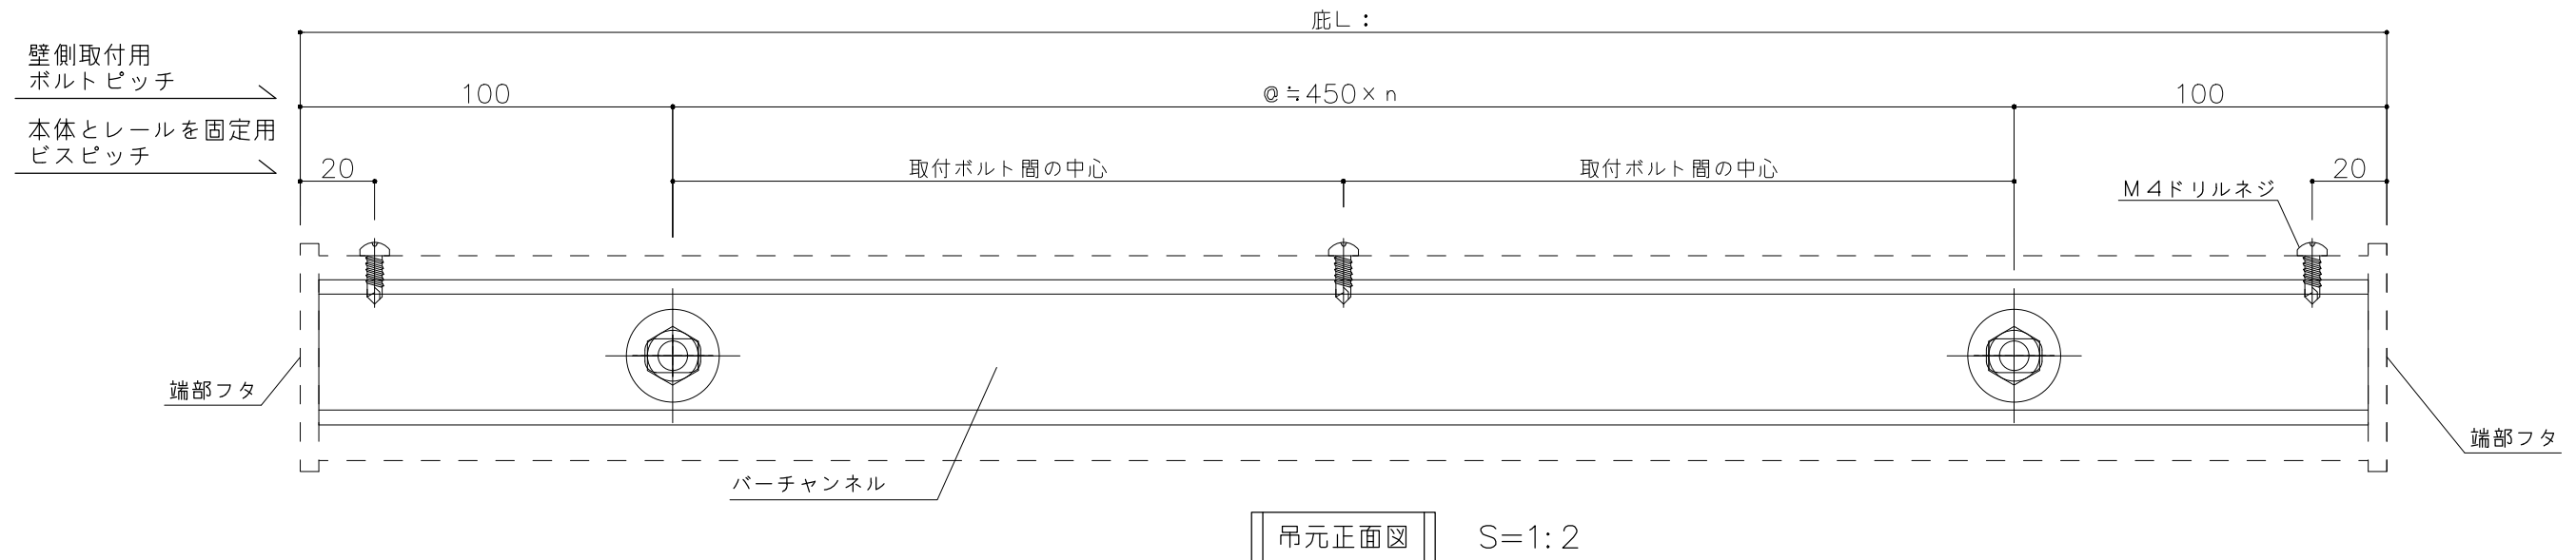 庇L：
壁側取付用
ボルトピッチ
100
@≒450×n
100
本体とレールを固定用
ビスピッチ
20
取付ボルト間の中心
取付ボルト間の中心
20
M4ドリルネジ
端部フタ
端部フタ
バーチャンネル
吊元正面図
S=1:2